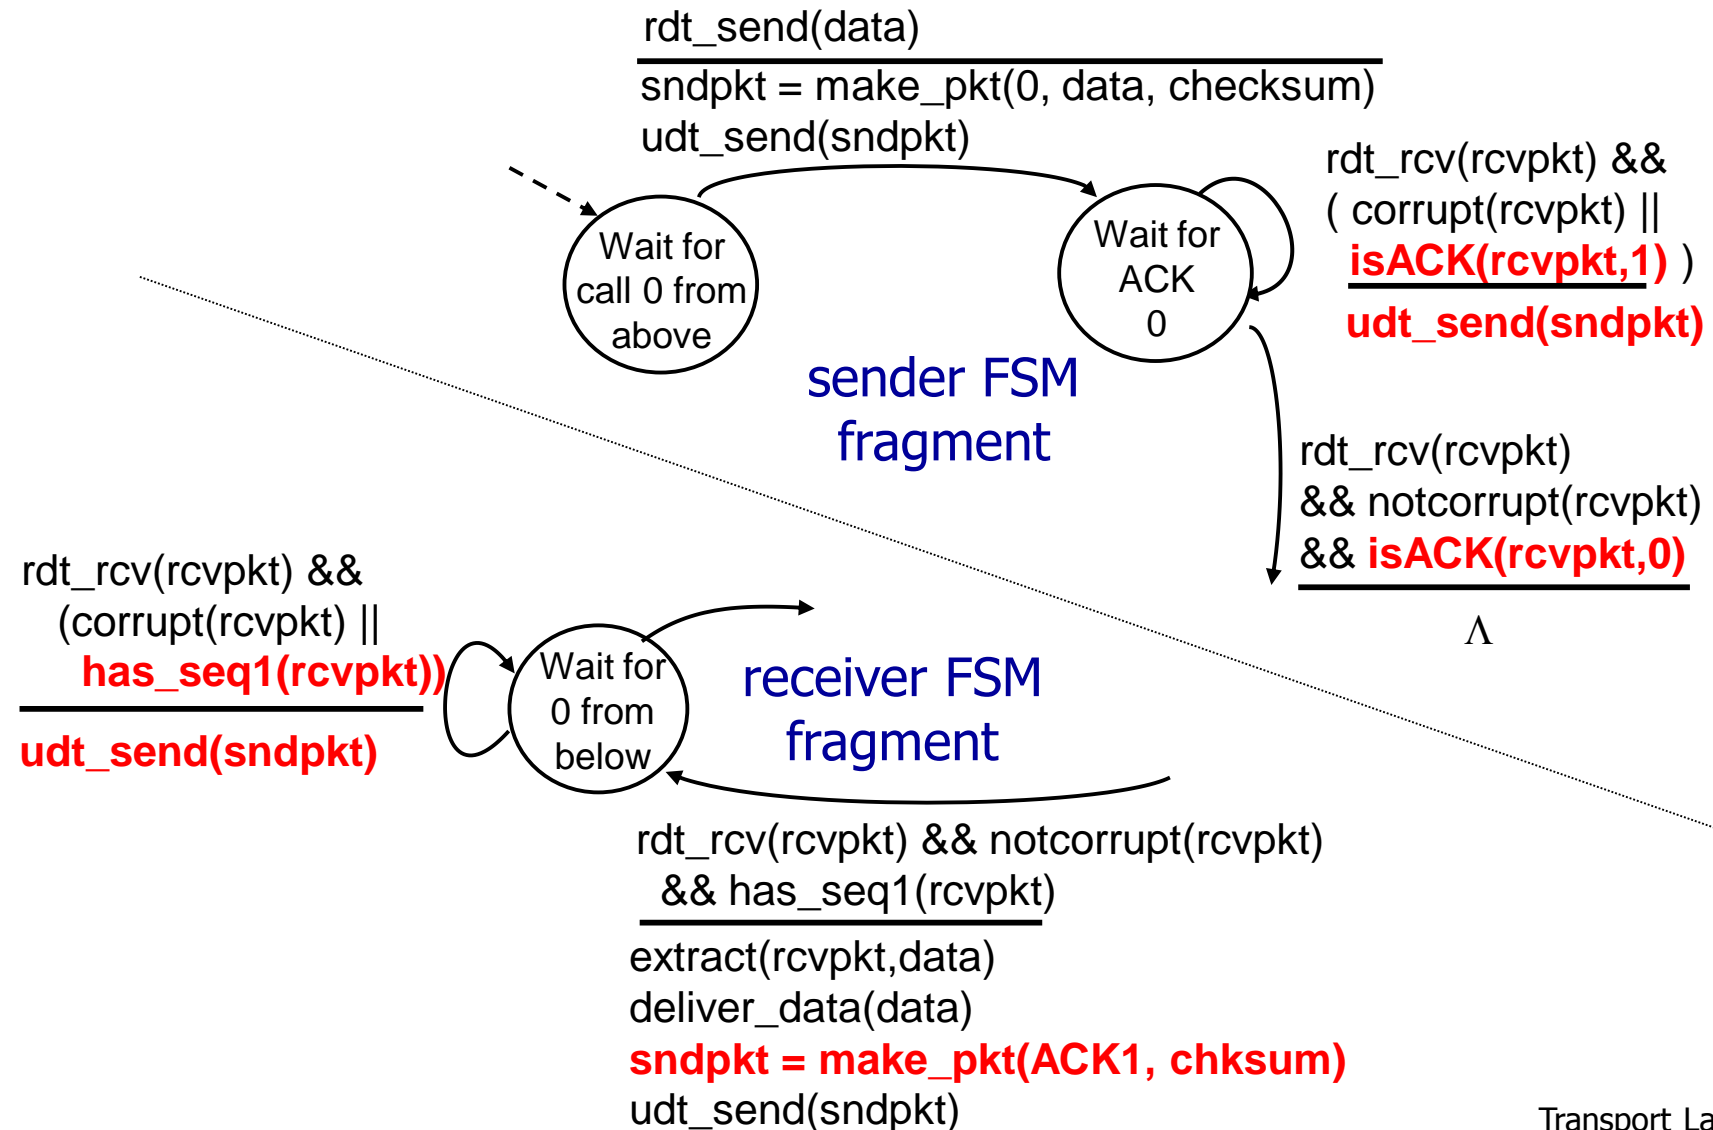 rdt_send(data)
sndpkt = make_pkt(0, data, checksum)
udt_send(sndpkt)
Wait for
call 0 from
above
Wait for
ACK
0
rdt_rcv(rcvpkt) &&
( corrupt(rcvpkt) ||
isACK(rcvpkt,1) )
udt_send(sndpkt)
sender FSM
fragment
rdt_rcv(rcvpkt)
&& notcorrupt(rcvpkt)
&& isACK(rcvpkt,0)
Λ
rdt_rcv(rcvpkt) &&
(corrupt(rcvpkt) ||
has_seq1(rcvpkt))
udt_send(sndpkt)
Wait for
0 from
below
receiver FSM
fragment
rdt_rcv(rcvpkt) && notcorrupt(rcvpkt)
&& has_seq1(rcvpkt)
extract(rcvpkt,data)
deliver_data(data)
sndpkt = make_pkt(ACK1, chksum)
udt_send(sndpkt)
Transport La